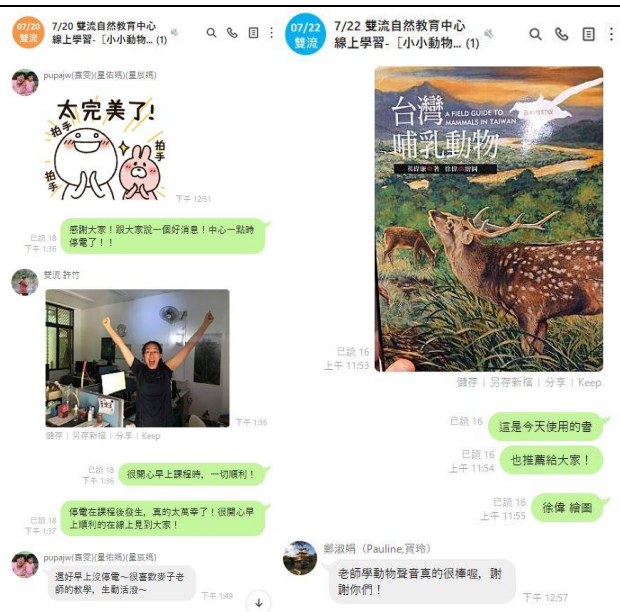 07/20
雙流
7/20 雙流自然教育中心
線上學習-［小小動物... (1)
pupajw(嘉雯)(星佑媽)(星辰媽)
太完美了!
拍手
拍手
拍手
拍手
下午 12:51
感謝大家！跟大家說一個好消息！中心一點時
停電了！！
已讀 18
下午 1:36
雙流 許竹
下午 1:36
儲存 | 另存新檔 | 分享 | Keep
很開心早上課程時，一切順利！
已讀 18
下午 1:36
停電在課程後發生，真的太萬幸了！很開心早
上順利的在線上見到大家！
已讀 18
下午 1:37
pupajw(嘉雯)(星佑媽)(星辰媽)
還好早上沒停電～很喜歡麥子老
師的教學，生動活潑～
下午 1:49
07/22
雙流
7/22 雙流自然教育中心
線上學習-［小小動物... (1)
台灣
A FIELD GUIDE TO
MAMMALS IN TAIWAN
哺乳動物
祁偉廉 著 徐偉 繪圖
已讀 16
上午 11:53
儲存 | 另存新檔 | 分享 | Keep
已讀 16
這是今天使用的書
已讀 16
上午 11:54
也推薦給大家！
已讀 16
上午 11:55
徐偉 繪圖
鄭淑娟（Pauline,寶玲）
老師學動物聲音真的很棒喔，謝
謝你們！
下午 12:57